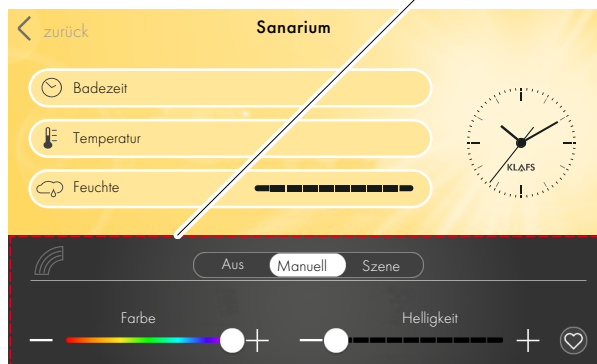 zurück
Sanarium
Badezeit
Temperatur
Feuchte
KLAFS
Aus Manuell Szene
Farbe Helligkeit